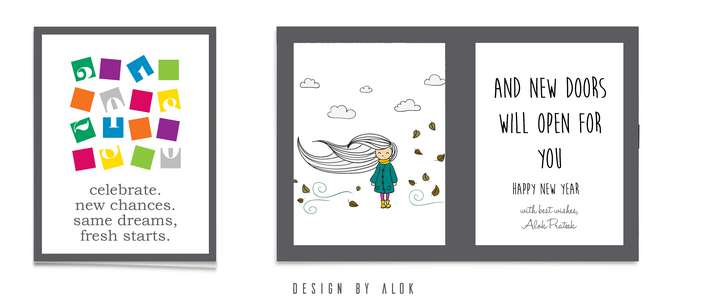 celebrate.
new chances.
same dreams,
fresh starts.
AND NEW DOORS
WILL OPEN FOR
YOU
HAPPY NEW YEAR
with best wishes,
Alok Prateek
DESIGN BY ALOK